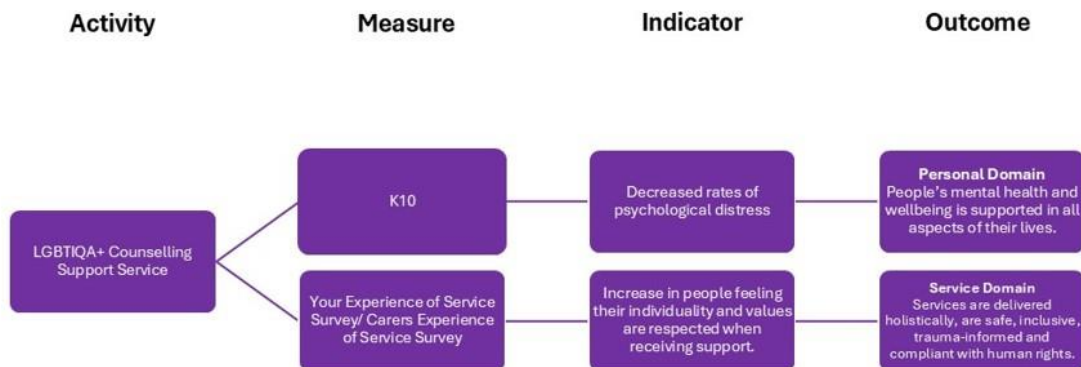 Activity
Measure
Indicator
Outcome
LGBTIQA+ Counselling
Support Service
K10
Decreased rates of
psychological distress
Personal Domain
People's mental health and
wellbeing is supported in all
aspects of their lives.
Your Experience of Service
Survey/ Carers Experience
of Service Survey
Increase in people feeling
their individuality and values
are respected when
receiving support.
Service Domain
Services are delivered
holistically, are safe, inclusive,
trauma-informed and
compliant with human rights.